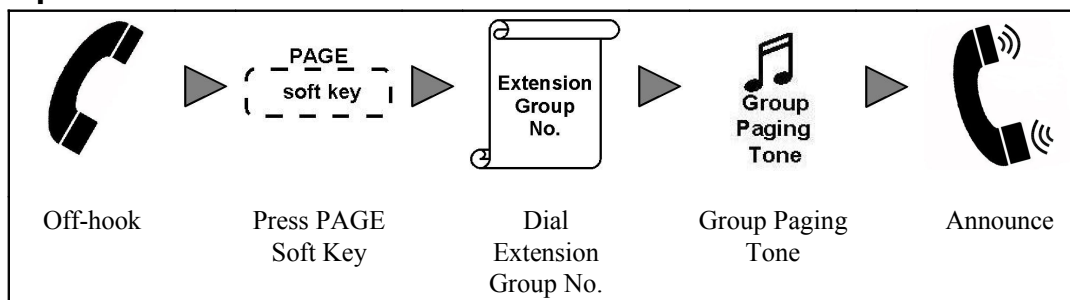 PAGE
soft key
Extension
Group
No.
Group
Paging
Tone
Off-hook
Press PAGE
Soft Key
Dial
Extension
Group No.
Group Paging
Tone
Announce